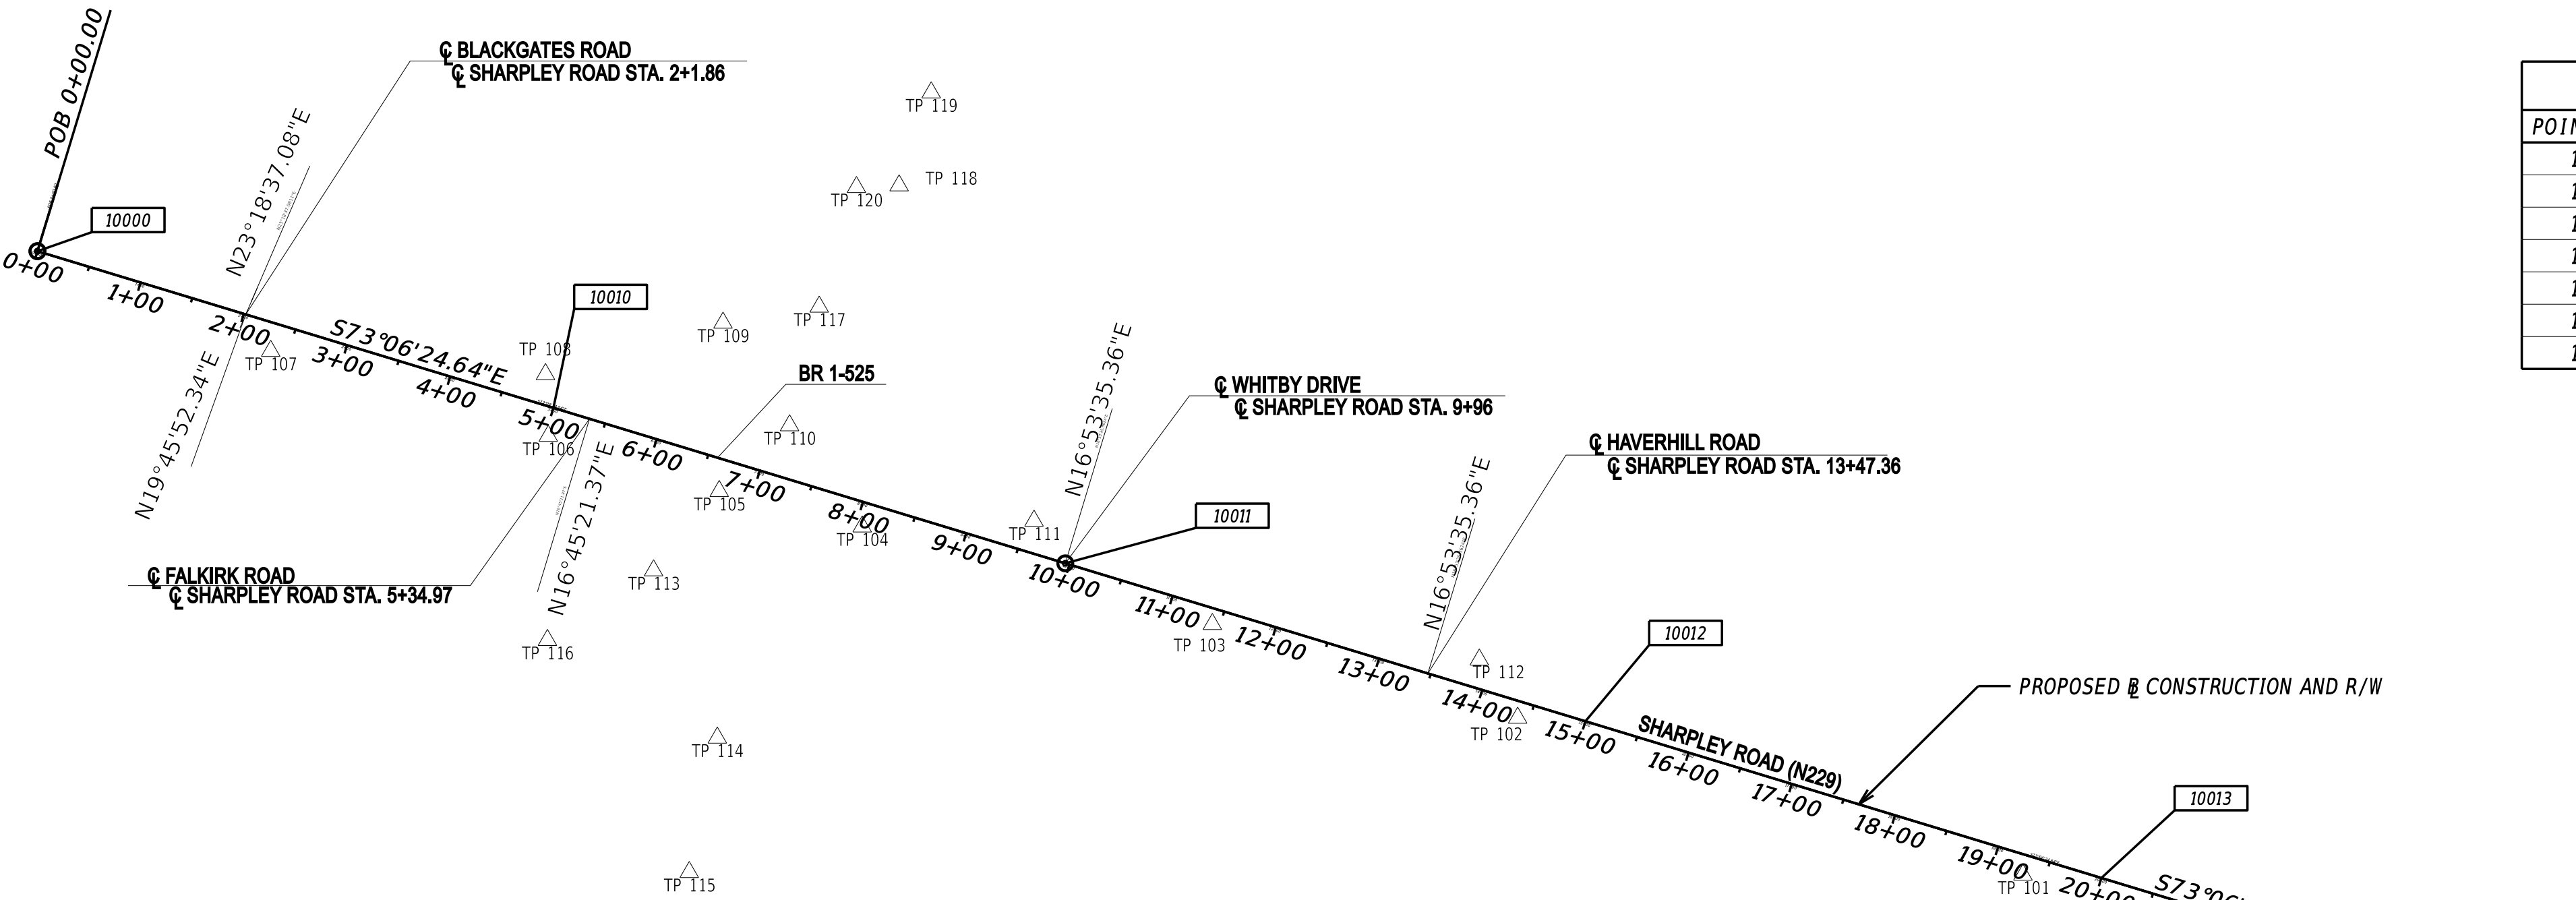 POB 0+00.00
10000
0+00
1+00
2+00
3+00
4+00
5+00
6+00
7+00
8+00
9+00
10+00
11+00
12+00
13+00
14+00
15+00
16+00
17+00
18+00
19+00
20+00
℄ BLACKGATES ROAD
℄ SHARPLEY ROAD STA. 2+1.86
N23°18'37.08"E
N19°45'52.34"E
S73°06'24.64"E
10010
℄ FALKIRK ROAD
℄ SHARPLEY ROAD STA. 5+34.97
N16°45'21.37"E
BR 1-525
N16°53'35.36"E
℄ WHITBY DRIVE
℄ SHARPLEY ROAD STA. 9+96
10011
N16°53'35.36"E
℄ HAVERHILL ROAD
℄ SHARPLEY ROAD STA. 13+47.36
10012
SHARPLEY ROAD (N229)
PROPOSED ⅊ CONSTRUCTION AND R/W
10013
TP 119
TP 118
TP 120
TP 117
TP 109
TP 108
TP 107
TP 106
TP 110
TP 105
TP 104
TP 111
TP 113
TP 103
TP 116
TP 112
TP 102
TP 114
TP 115
TP 101